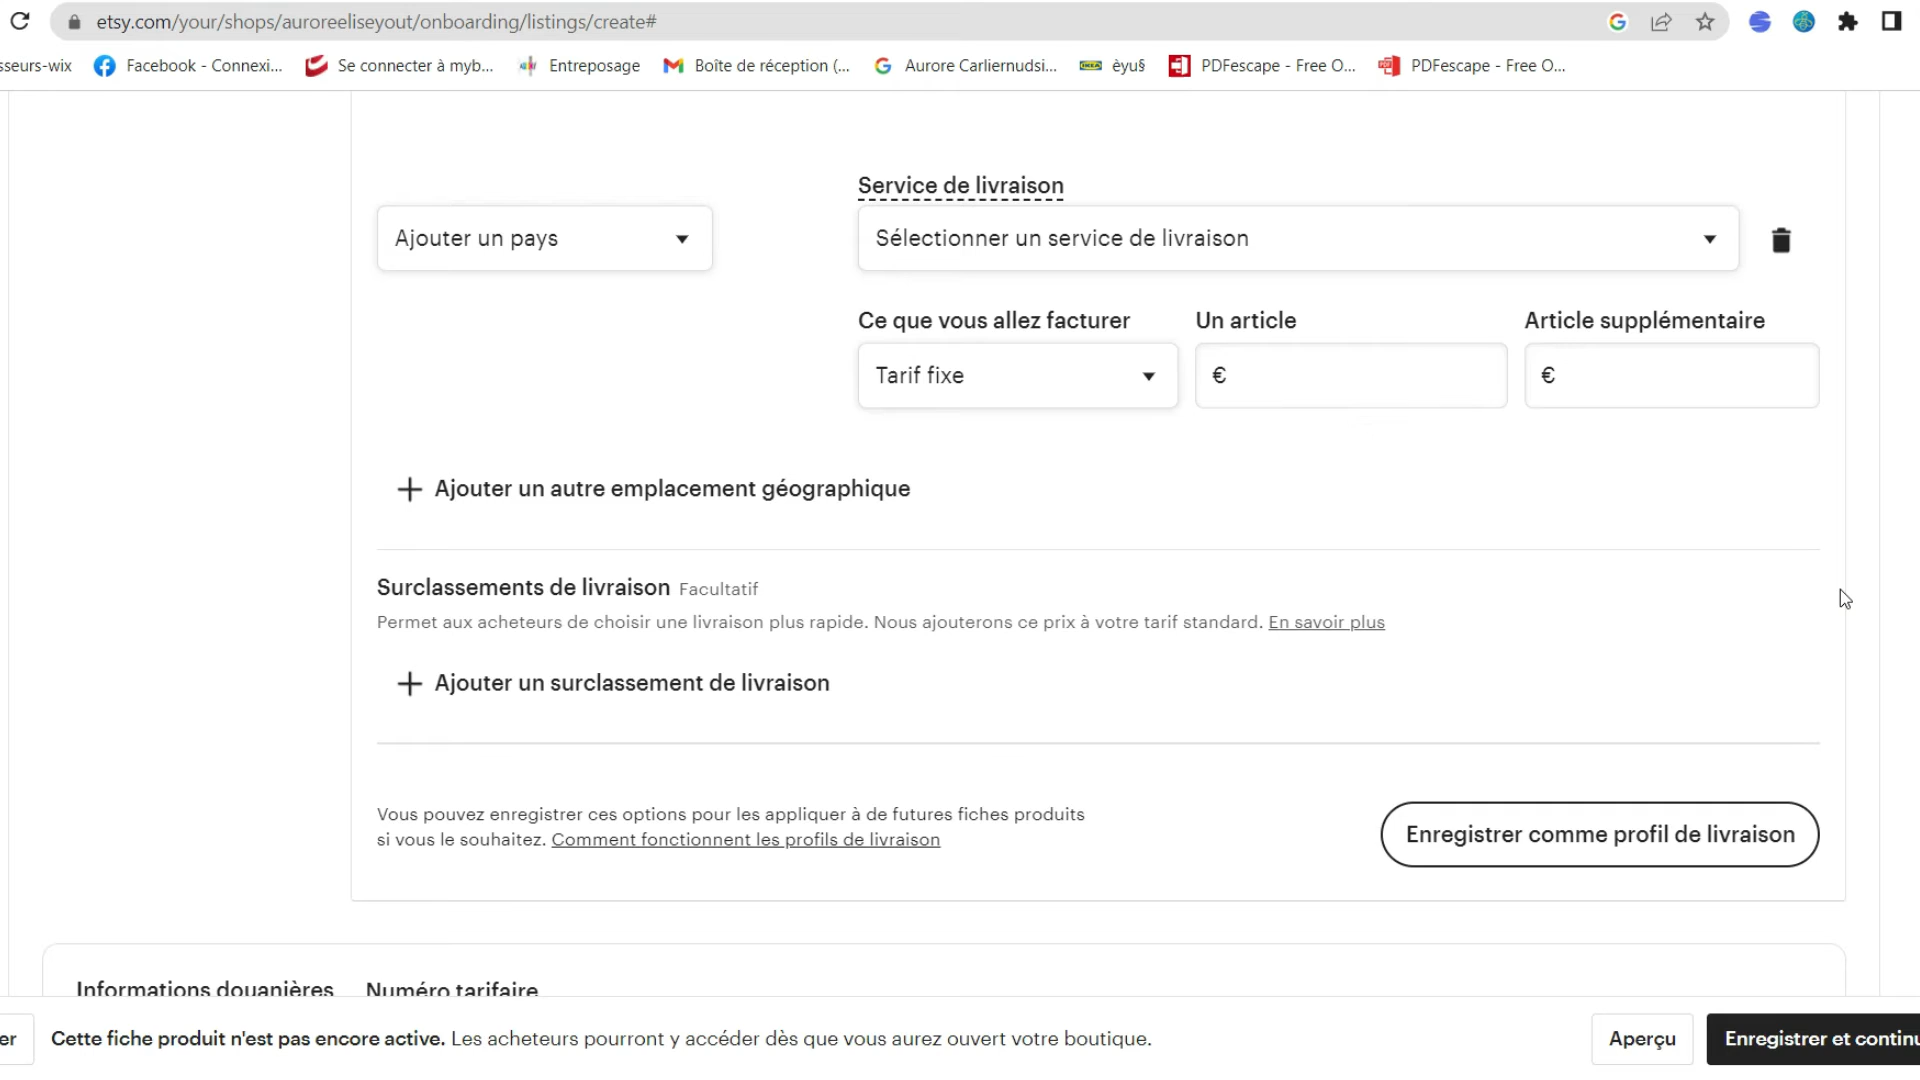 etsy.com/your/shops/auroreeliseyout/onboarding/listings/create#
sseurs-wix Facebook - Connexi... Se connecter à myb... Entreposage Boîte de réception (... Aurore Carliernudsi... IKEA èyu§ PDFescape - Free O... PDFescape - Free O...
Service de livraison
Ajouter un pays Sélectionner un service de livraison
Ce que vous allez facturer Un article Article supplémentaire
Tarif fixe € €
Ajouter un autre emplacement géographique
Surclassements de livraison Facultatif
Permet aux acheteurs de choisir une livraison plus rapide. Nous ajouterons ce prix à votre tarif standard. En savoir plus
Ajouter un surclassement de livraison
Vous pouvez enregistrer ces options pour les appliquer à de futures fiches produits
si vous le souhaitez. Comment fonctionnent les profils de livraison
Enregistrer comme profil de livraison
Informations douanières Numéro tarifaire
er Cette fiche produit n'est pas encore active. Les acheteurs pourront y accéder dès que vous aurez ouvert votre boutique. Aperçu Enregistrer et continu